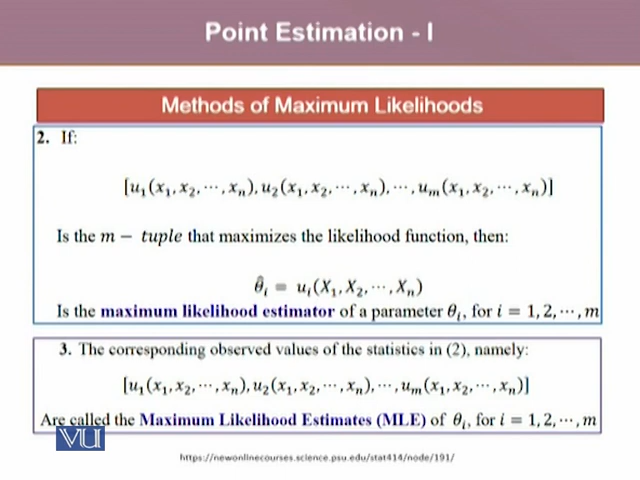 Point Estimation - I
Methods of Maximum Likelihoods
2. If:
[u₁(x₁, x₂, ⋯, xₙ), u₂(x₁, x₂, ⋯, xₙ), ⋯, uₘ(x₁, x₂, ⋯, xₙ)]
Is the m − tuple that maximizes the likelihood function, then:
θ̂ᵢ = uᵢ(X₁, X₂, ⋯, Xₙ)
Is the maximum likelihood estimator of a parameter θᵢ, for i = 1, 2, ⋯, m
3. The corresponding observed values of the statistics in (2), namely:
[u₁(x₁, x₂, ⋯, xₙ), u₂(x₁, x₂, ⋯, xₙ), ⋯, uₘ(x₁, x₂, ⋯, xₙ)]
Are called the Maximum Likelihood Estimates (MLE) of θᵢ, for i = 1, 2, ⋯, m
VU
https://newonlinecourses.science.psu.edu/stat414/node/191/